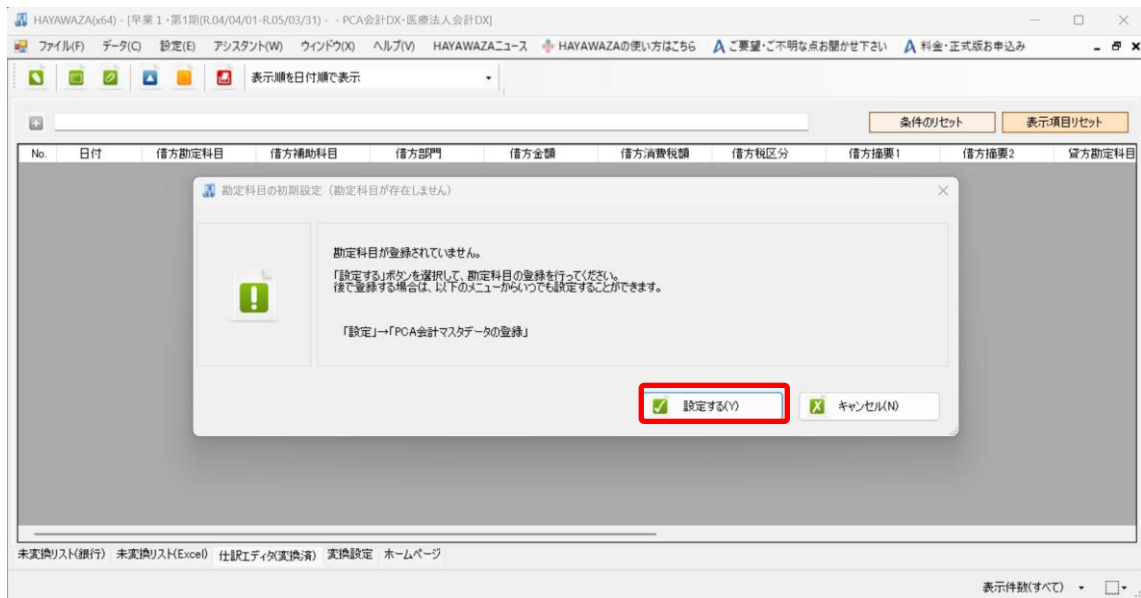 HAYAWAZA(x64) - [早業１・第1期(R.04/04/01-R.05/03/31) - - PCA会計DX・医療法人会計DX]
ファイル(F) データ(C) 設定(E) アシスタント(W) ウィンドウ(X) ヘルプ(V) HAYAWAZAニュース HAYAWAZAの使い方はこちら ご要望・ご不明な点お聞かせ下さい 料金・正式版お申込み
表示順を日付順で表示
条件のリセット 表示項目リセット
No. 日付 借方勘定科目 借方補助科目 借方部門 借方金額 借方消費税額 借方税区分 借方摘要1 借方摘要2 貸方勘定科目
勘定科目の初期設定（勘定科目が存在しません）
勘定科目が登録されていません。
「設定する」ボタンを選択して、勘定科目の登録を行ってください。
後で登録する場合は、以下のメニューからいつでも設定することができます。
「設定」→「PCA会計マスタデータの登録」
設定する(Y) キャンセル(N)
未変換リスト(銀行) 未変換リスト(Excel) 仕訳エディタ(変換済) 変換設定 ホームページ
表示件数(すべて)